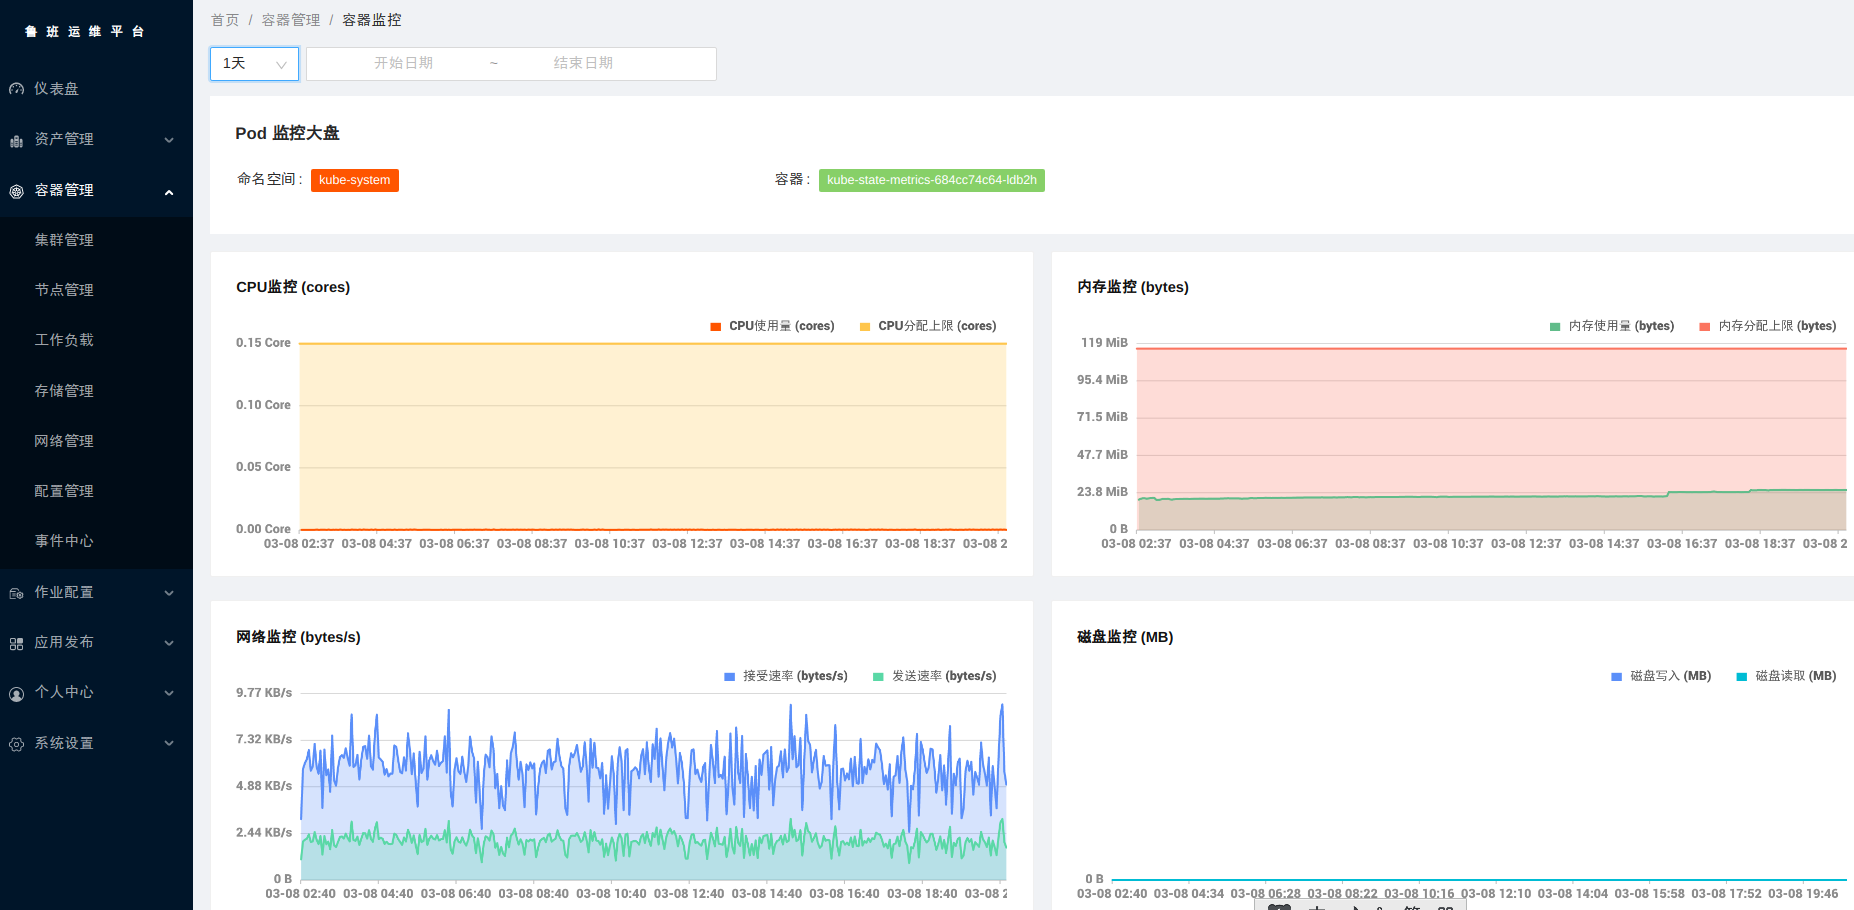 鲁班运维平台
仪表盘
资产管理
容器管理
集群管理
节点管理
工作负载
存储管理
网络管理
配置管理
事件中心
作业配置
应用发布
个人中心
系统设置
首页 / 容器管理 / 容器监控
1天 开始日期 ~ 结束日期
Pod 监控大盘
命名空间 : kube-system 容器 : kube-state-metrics-684cc74c64-ldb2h
CPU监控 (cores)
CPU使用量 (cores) CPU分配上限 (cores)
0.15 Core
0.10 Core
0.05 Core
0.00 Core
03-08 02:37 03-08 04:37 03-08 06:37 03-08 08:37 03-08 10:37 03-08 12:37 03-08 14:37 03-08 16:37 03-08 18:37 03-08 2
内存监控 (bytes)
内存使用量 (bytes) 内存分配上限 (bytes)
119 MiB
95.4 MiB
71.5 MiB
47.7 MiB
23.8 MiB
0 B
03-08 02:37 03-08 04:37 03-08 06:37 03-08 08:37 03-08 10:37 03-08 12:37 03-08 14:37 03-08 16:37 03-08 18:37 03-08 2
网络监控 (bytes/s)
接受速率 (bytes/s) 发送速率 (bytes/s)
9.77 KB/s
7.32 KB/s
4.88 KB/s
2.44 KB/s
0 B
03-08 02:40 03-08 04:40 03-08 06:40 03-08 08:40 03-08 10:40 03-08 12:40 03-08 14:40 03-08 16:40 03-08 18:40 03-08 2
磁盘监控 (MB)
磁盘写入 (MB) 磁盘读取 (MB)
0 B
03-08 02:40 03-08 04:34 03-08 06:28 03-08 08:22 03-08 10:16 03-08 12:10 03-08 14:04 03-08 15:58 03-08 17:52 03-08 19:46